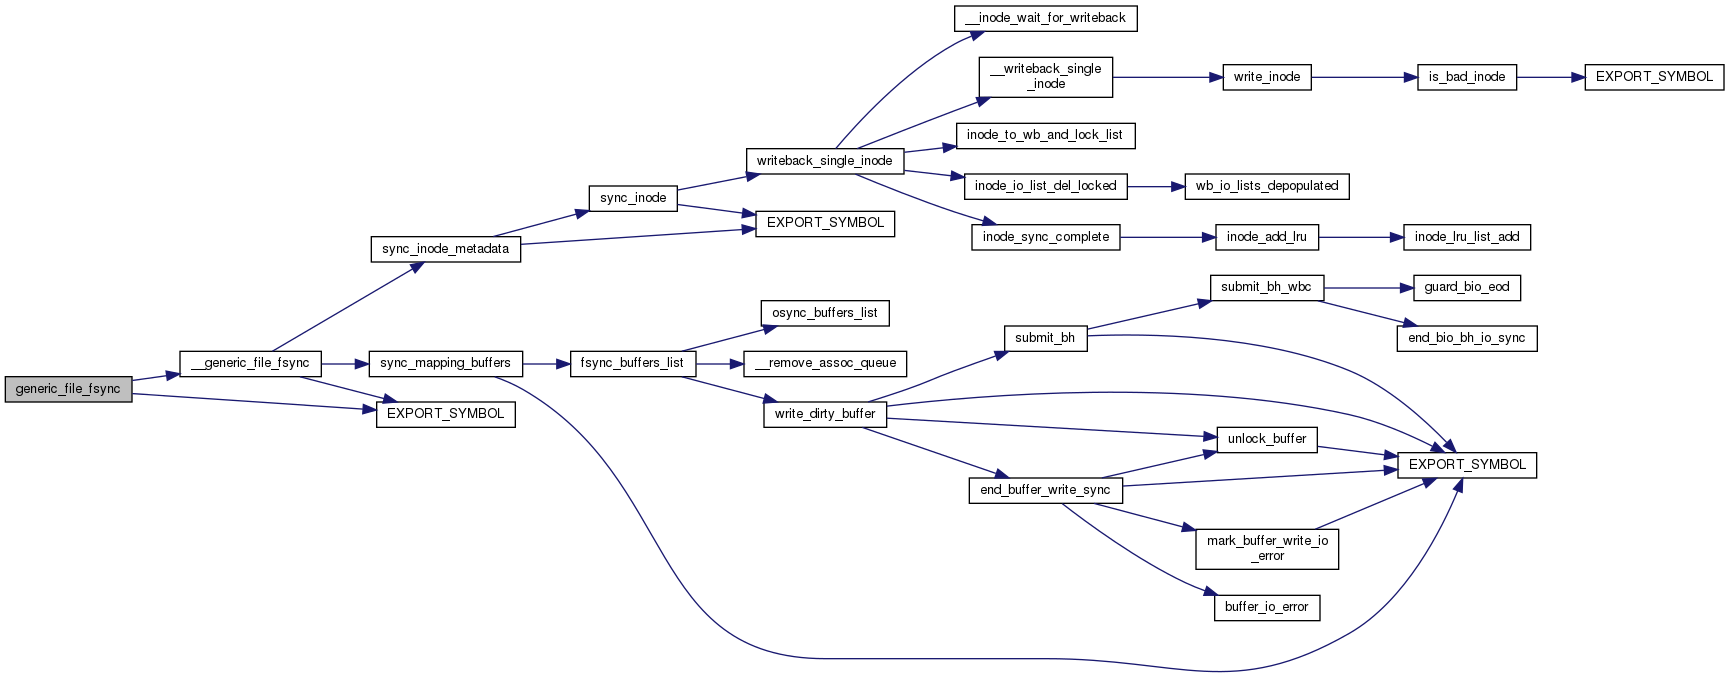 __inode_wait_for_writeback
__writeback_single
_inode
write_inode
is_bad_inode
EXPORT_SYMBOL
inode_to_wb_and_lock_list
writeback_single_inode
inode_io_list_del_locked
wb_io_lists_depopulated
sync_inode
EXPORT_SYMBOL
inode_sync_complete
inode_add_lru
inode_lru_list_add
sync_inode_metadata
submit_bh_wbc
guard_bio_eod
osync_buffers_list
submit_bh
end_bio_bh_io_sync
__generic_file_fsync
sync_mapping_buffers
fsync_buffers_list
__remove_assoc_queue
generic_file_fsync
EXPORT_SYMBOL
write_dirty_buffer
unlock_buffer
EXPORT_SYMBOL
end_buffer_write_sync
mark_buffer_write_io
_error
buffer_io_error